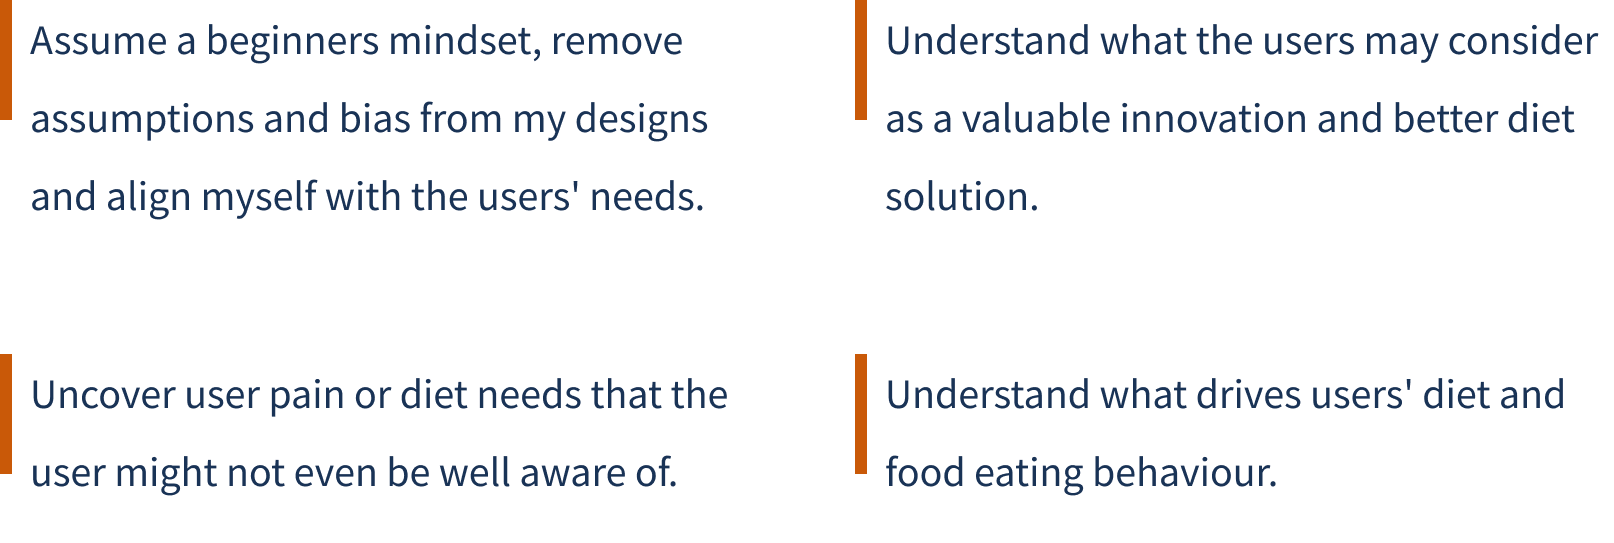 Assume a beginners mindset, remove
assumptions and bias from my designs
and align myself with the users' needs.
Understand what the users may consider
as a valuable innovation and better diet
solution.
Uncover user pain or diet needs that the
user might not even be well aware of.
Understand what drives users' diet and
food eating behaviour.